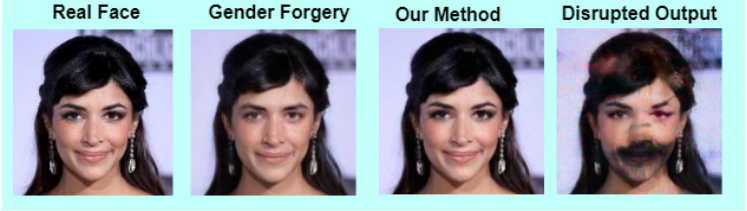 Real Face
Gender Forgery
Our Method
Disrupted Output